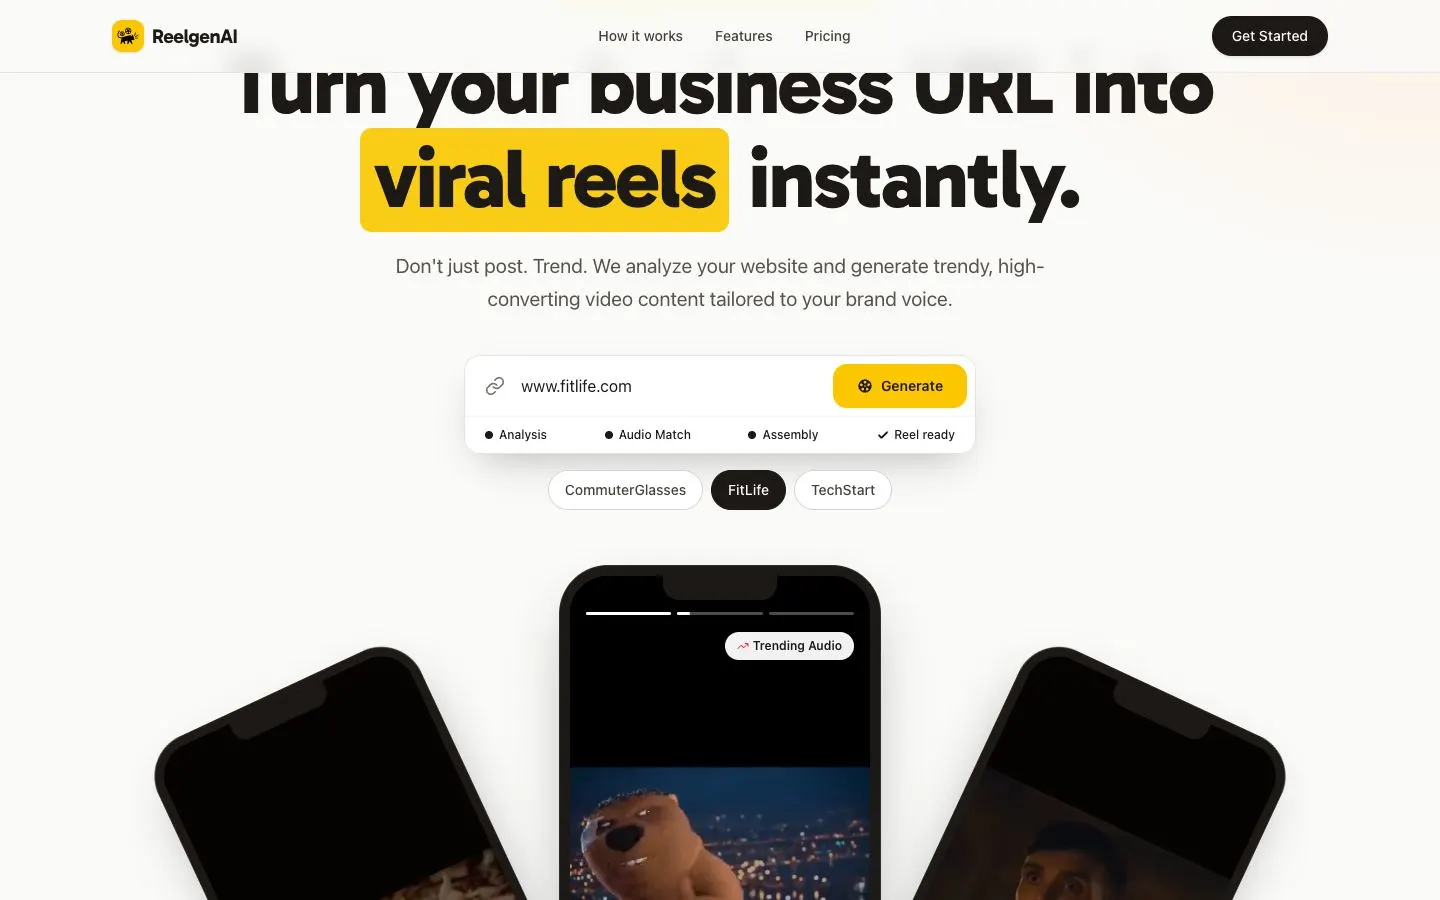 ReelgenAI
How it works
Features
Pricing
Get Started
Turn your business URL into
viral reels instantly.
Don't just post. Trend. We analyze your website and generate trendy, high-
converting video content tailored to your brand voice.
www.fitlife.com
Generate
Analysis
Audio Match
Assembly
Reel ready
CommuterGlasses
FitLife
TechStart
Trending Audio